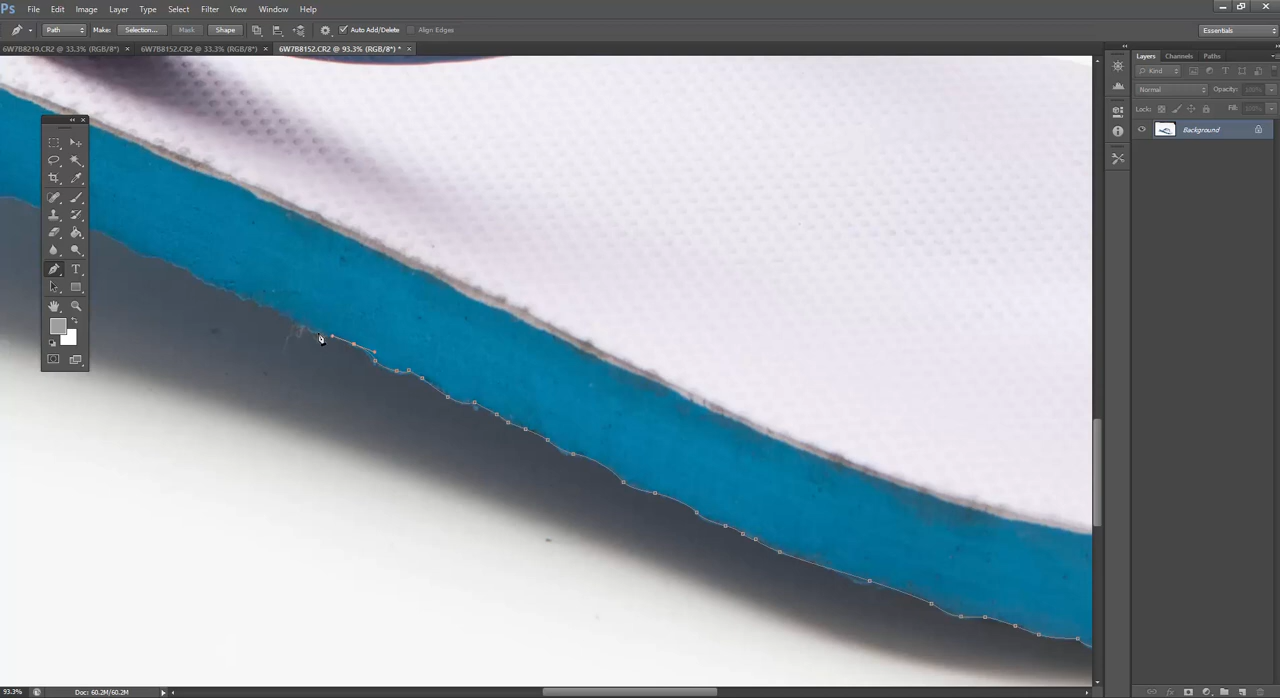 Ps File Edit Image Layer Type Select Filter View Window Help
Path Make: Selection... Mask Shape Auto Add/Delete Align Edges Essentials
6W7B8219.CR2 @ 33.3% (RGB/8*) × 6W7B8152.CR2 @ 33.3% (RGB/8*) × 6W7B8152.CR2 @ 93.3% (RGB/8*) * ×
Layers Channels Paths
Kind
Normal Opacity: 100%
Lock: Fill: 100%
Background
93.3% Doc: 60.2M/60.2M